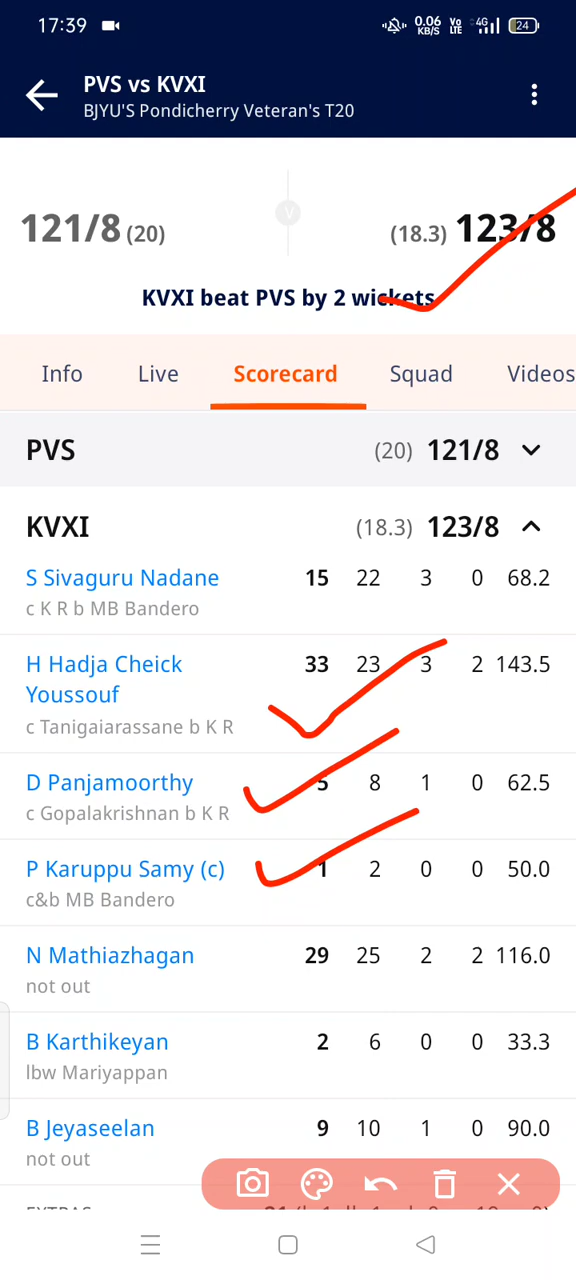 17:39 0.06 KB/S Vo LTE 4G 24
PVS vs KVXI
BJYU'S Pondicherry Veteran's T20
121/8 (20) V (18.3) 123/8
KVXI beat PVS by 2 wickets
Info Live Scorecard Squad Videos
PVS (20) 121/8
KVXI (18.3) 123/8
S Sivaguru Nadane 15 22 3 0 68.2
c K R b MB Bandero
H Hadja Cheick 33 23 3 2 143.5
Youssouf
c Tanigaiarassane b K R
D Panjamoorthy 5 8 1 0 62.5
c Gopalakrishnan b K R
P Karuppu Samy (c) 1 2 0 0 50.0
c&b MB Bandero
N Mathiazhagan 29 25 2 2 116.0
not out
B Karthikeyan 2 6 0 0 33.3
lbw Mariyappan
B Jeyaseelan 9 10 1 0 90.0
not out
EXTRAS